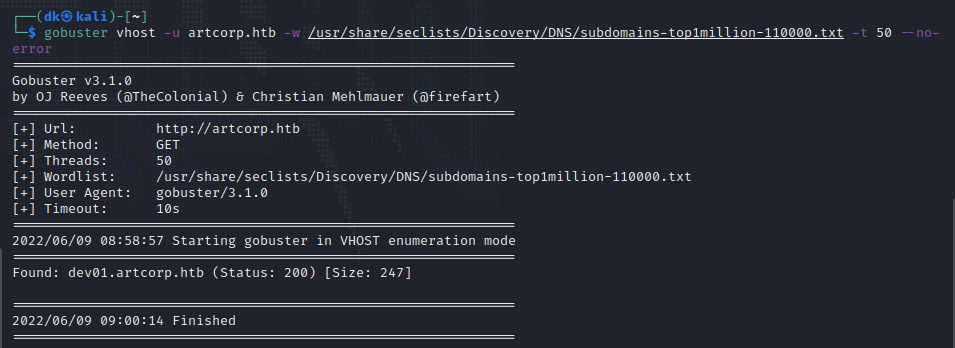 ┌──(dk㉿kali)-[~]
└─$ gobuster vhost -u artcorp.htb -w /usr/share/seclists/Discovery/DNS/subdomains-top1million-110000.txt -t 50 --no-
error
===============================================================
Gobuster v3.1.0
by OJ Reeves (@TheColonial) & Christian Mehlmauer (@firefart)
===============================================================
[+] Url:          http://artcorp.htb
[+] Method:       GET
[+] Threads:      50
[+] Wordlist:     /usr/share/seclists/Discovery/DNS/subdomains-top1million-110000.txt
[+] User Agent:   gobuster/3.1.0
[+] Timeout:      10s
===============================================================
2022/06/09 08:58:57 Starting gobuster in VHOST enumeration mode
===============================================================
Found: dev01.artcorp.htb (Status: 200) [Size: 247]
===============================================================
2022/06/09 09:00:14 Finished
===============================================================